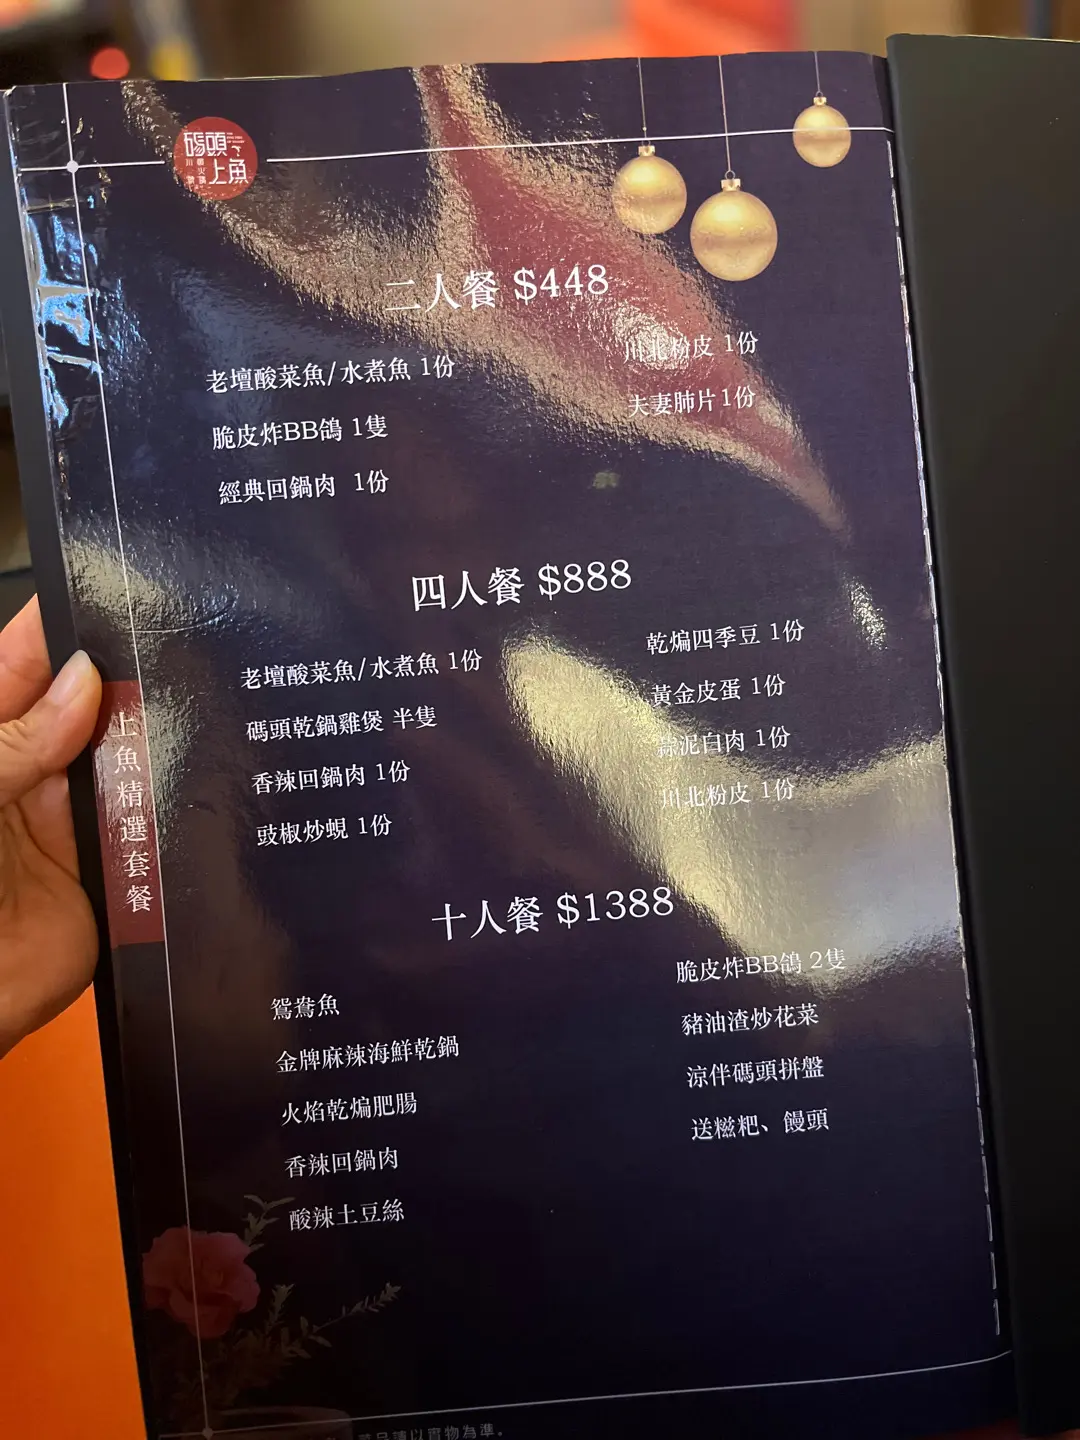 碼頭
上魚
二人餐 $448
老壇酸菜魚/水煮魚 1份
脆皮炸BB鴿 1隻
經典回鍋肉 1份
川北粉皮 1份
夫妻肺片1份
四人餐 $888
老壇酸菜魚/水煮魚 1份
碼頭乾鍋雞煲 半隻
香辣回鍋肉 1份
豉椒炒蜆 1份
乾煸四季豆 1份
黃金皮蛋 1份
蒜泥白肉 1份
川北粉皮 1份
十人餐 $1388
鴛鴦魚
金牌麻辣海鮮乾鍋
火焰乾煸肥腸
香辣回鍋肉
酸辣土豆絲
脆皮炸BB鴿 2隻
豬油渣炒花菜
涼伴碼頭拼盤
送糍粑、饅頭
上魚精選套餐
菜品請以實物為準。